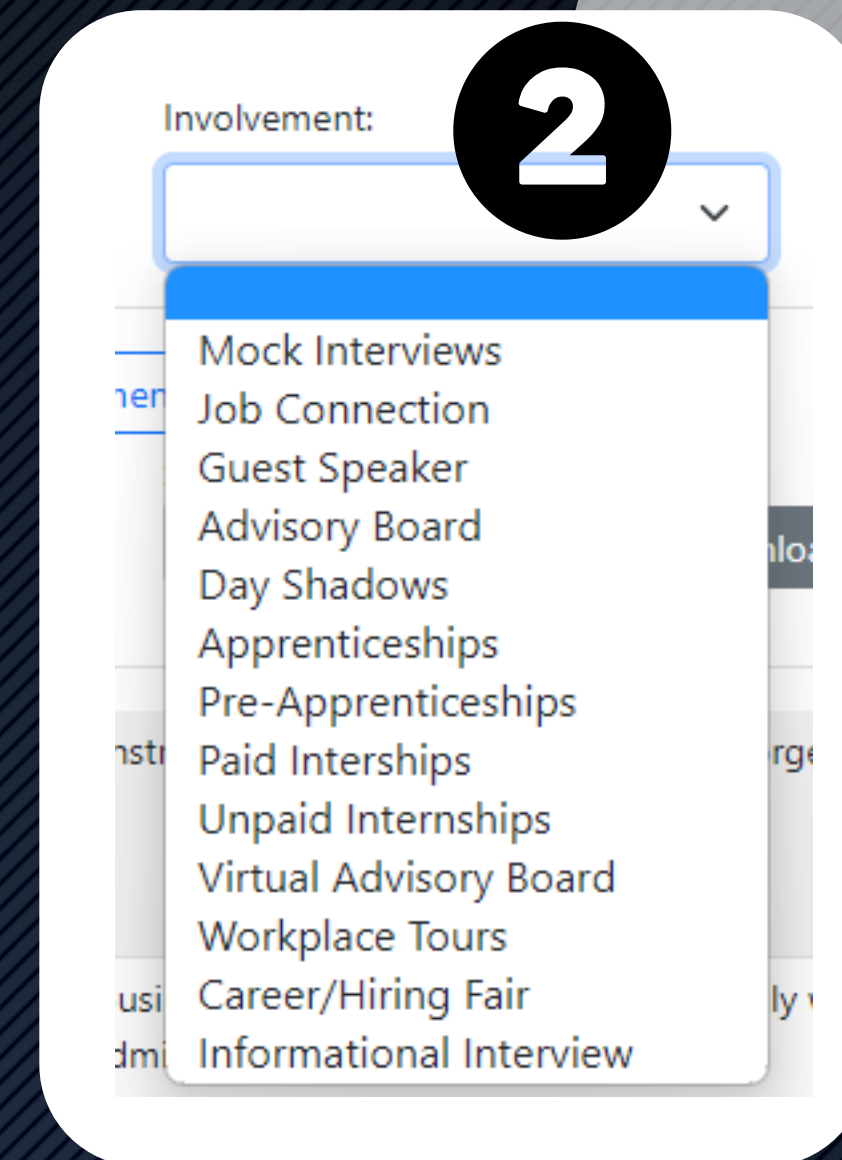 2
Involvement:
Mock Interviews
Job Connection
Guest Speaker
Advisory Board
Day Shadows
Apprenticeships
Pre-Apprenticeships
Paid Interships
Unpaid Internships
Virtual Advisory Board
Workplace Tours
Career/Hiring Fair
Informational Interview